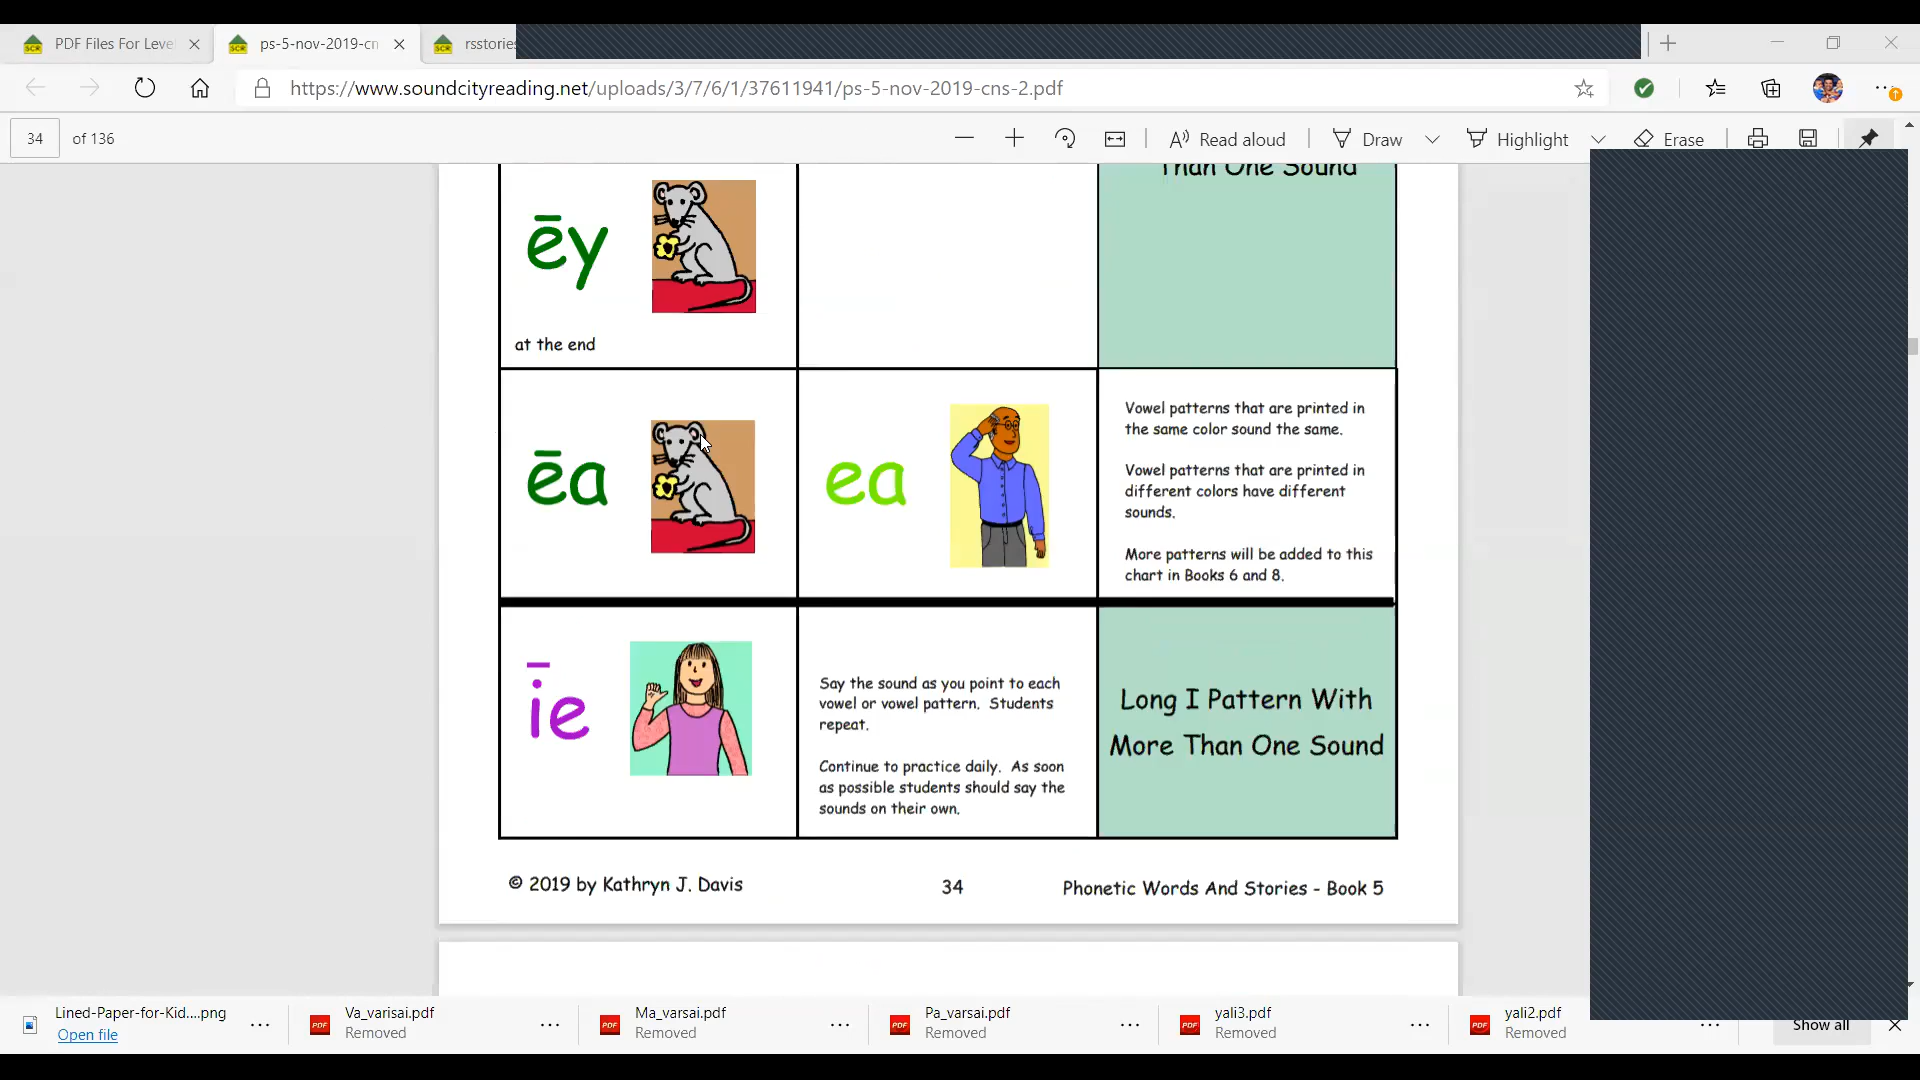 PDF Files For Leve
ps-5-nov-2019-cn
rsstories
https://www.soundcityreading.net/uploads/3/7/6/1/37611941/ps-5-nov-2019-cns-2.pdf
34 of 136
Read aloud
Draw
Highlight
Erase
Than One Sound
ēy
at the end
ēa
ea
Vowel patterns that are printed in
the same color sound the same.
Vowel patterns that are printed in
different colors have different
sounds.
More patterns will be added to this
chart in Books 6 and 8.
īe
Say the sound as you point to each
vowel or vowel pattern. Students
repeat.
Continue to practice daily. As soon
as possible students should say the
sounds on their own.
Long I Pattern With
More Than One Sound
© 2019 by Kathryn J. Davis
34
Phonetic Words And Stories - Book 5
Lined-Paper-for-Kid....png
Open file
Va_varisai.pdf
Removed
Ma_varsai.pdf
Removed
Pa_varsai.pdf
Removed
yali3.pdf
Removed
yali2.pdf
Removed
Show all